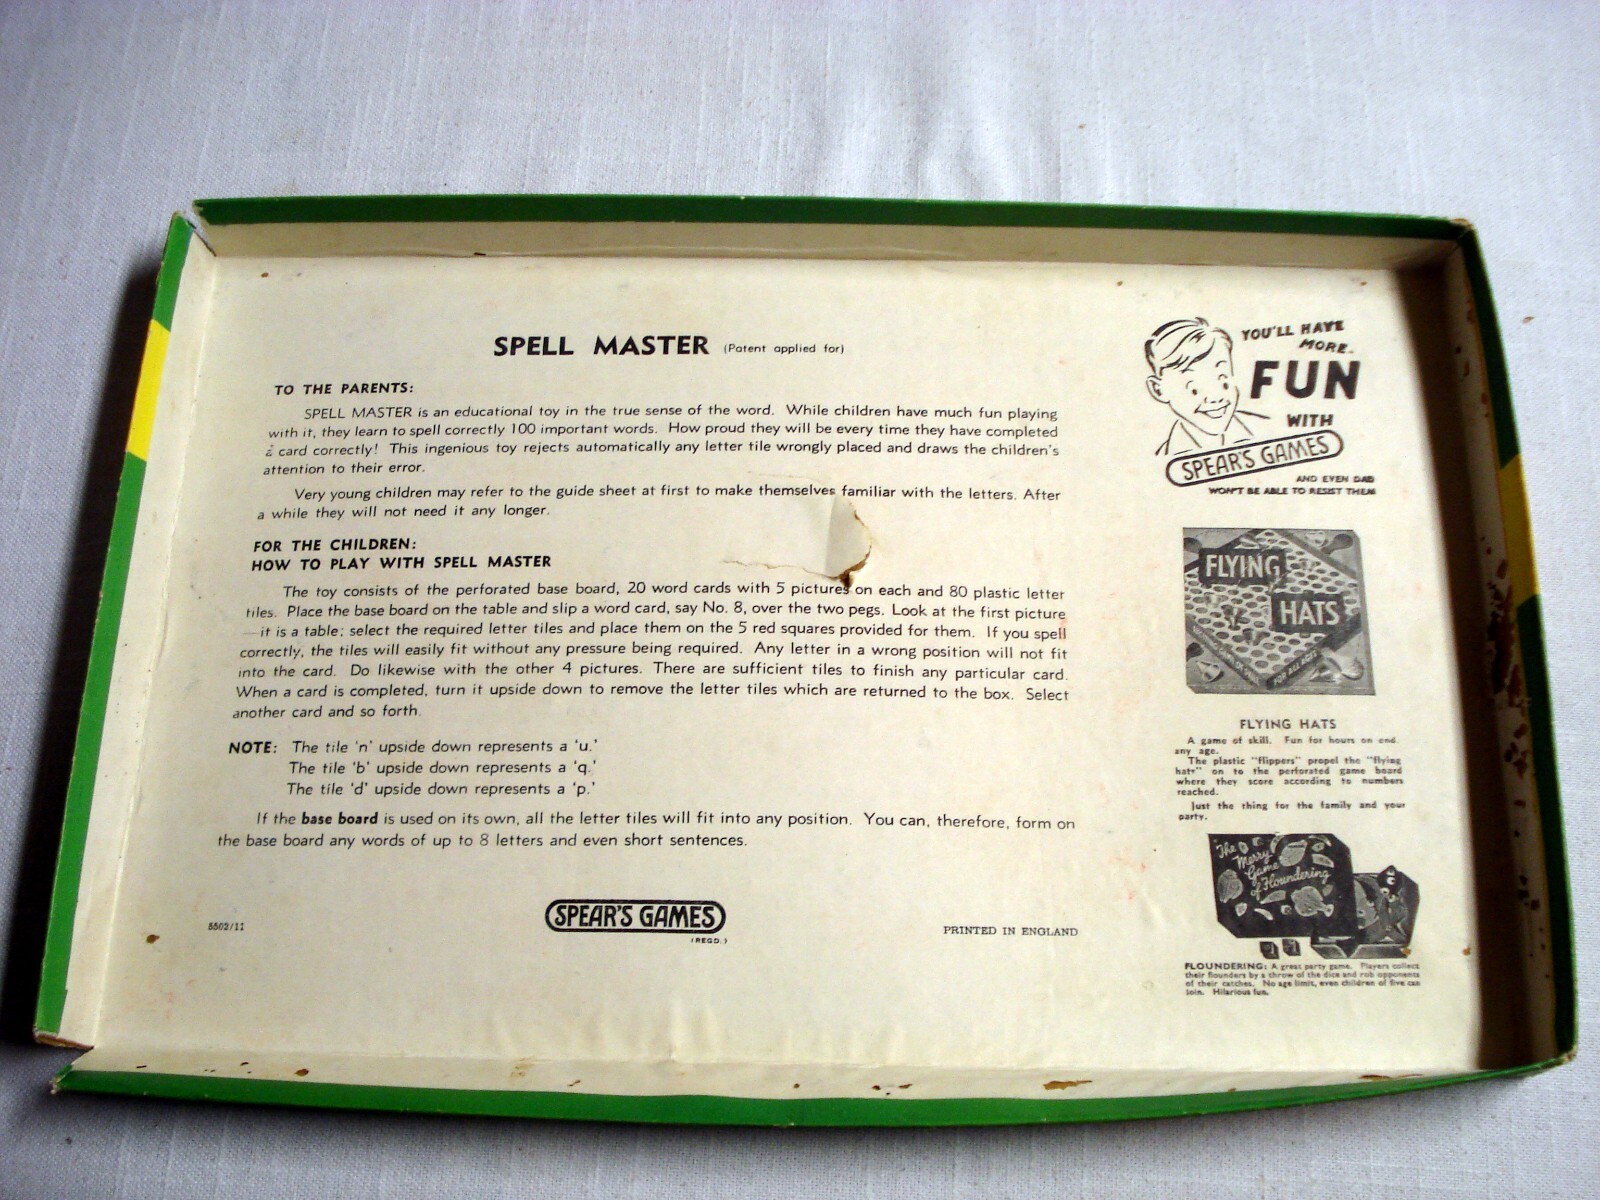 SPELL MASTER (Patent applied for)
TO THE PARENTS:
SPELL MASTER is an educational toy in the true sense of the word. While children have much fun playing
with it, they learn to spell correctly 100 important words. How proud they will be every time they have completed
a card correctly! This ingenious toy rejects automatically any letter tile wrongly placed and draws the children's
attention to their error.
Very young children may refer to the guide sheet at first to make themselves familiar with the letters. After
a while they will not need it any longer.
FOR THE CHILDREN:
HOW TO PLAY WITH SPELL MASTER
The toy consists of the perforated base board, 20 word cards with 5 pictures on each and 80 plastic letter
tiles. Place the base board on the table and slip a word card, say No. 8, over the two pegs. Look at the first picture
—it is a table; select the required letter tiles and place them on the 5 red squares provided for them. If you spell
correctly, the tiles will easily fit without any pressure being required. Any letter in a wrong position will not fit
into the card. Do likewise with the other 4 pictures. There are sufficient tiles to finish any particular card.
When a card is completed, turn it upside down to remove the letter tiles which are returned to the box. Select
another card and so forth.
NOTE: The tile 'n' upside down represents a 'u.'
The tile 'b' upside down represents a 'q.'
The tile 'd' upside down represents a 'p.'
If the base board is used on its own, all the letter tiles will fit into any position. You can, therefore, form on
the base board any words of up to 8 letters and even short sentences.
5502/11
SPEAR'S GAMES
(REGD.)
PRINTED IN ENGLAND
YOU'LL HAVE
MORE
FUN
WITH
SPEAR'S GAMES
AND EVEN DAD
WON'T BE ABLE TO RESIST THEM
FLYING
HATS
FOR ALL AGES
FLYING HATS
A game of skill. Fun for hours on end.
any age.
The plastic "flippers" propel the "flying
hats" on to the perforated game board
where they score according to numbers
reached.
Just the thing for the family and your
party.
The
Merry
Game
of Floundering
FLOUNDERING: A great party game. Players collect
their flounders by a throw of the dice and rob opponents
of their catches. No age limit, even children of five can
join. Hilarious fun.